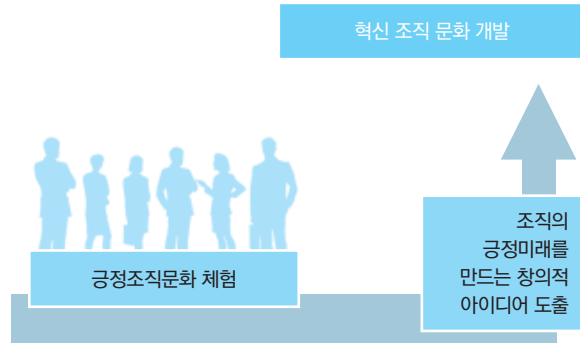 혁신 조직 문화 개발
긍정조직문화 체험
조직의
긍정미래를
만드는 창의적
아이디어 도출